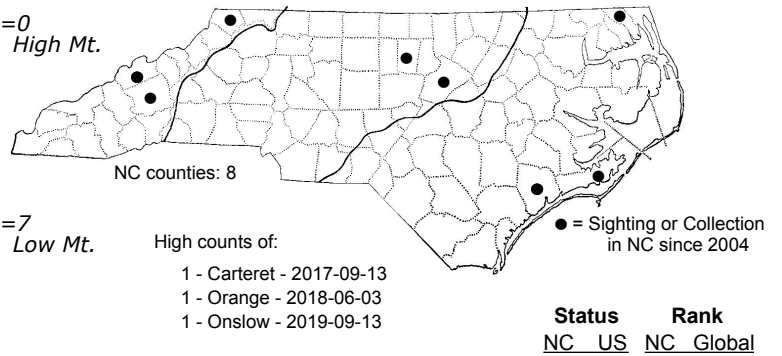 =0
High Mt.
NC counties: 8
=7
Low Mt.
High counts of:
1 - Carteret - 2017-09-13
1 - Orange - 2018-06-03
1 - Onslow - 2019-09-13
● = Sighting or Collection
in NC since 2004
Status Rank
NC US NC Global